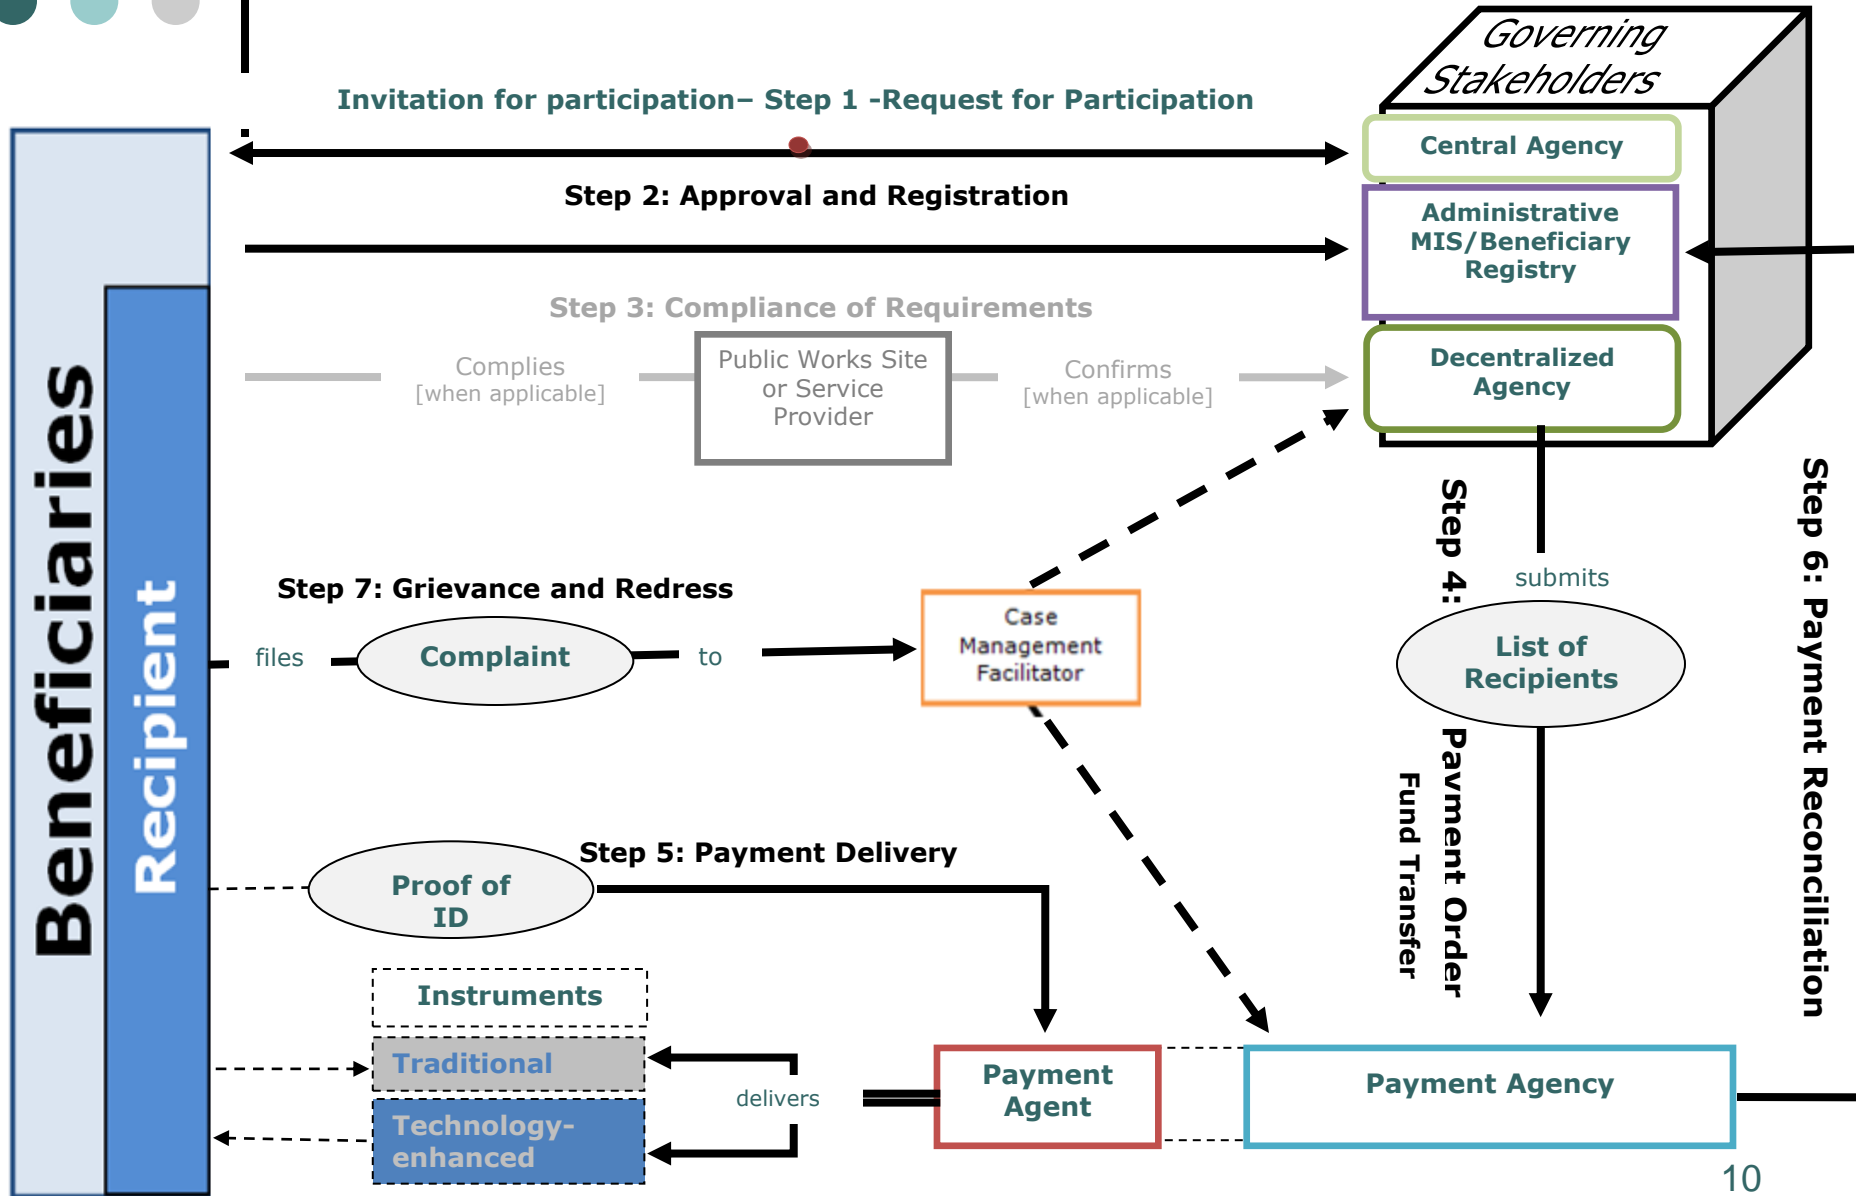 Governing
Stakeholders
Invitation for participation– Step 1 -Request for Participation
Central Agency
Step 2: Approval and Registration
Administrative
MIS/Beneficiary
Registry
Step 3: Compliance of Requirements
Complies
[when applicable]
Public Works Site
or Service
Provider
Confirms
[when applicable]
Decentralized
Agency
Beneficiaries
Recipient
Step 4: Payment Order
Fund Transfer
Step 6: Payment Reconciliation
submits
List of
Recipients
Step 7: Grievance and Redress
files
Complaint
to
Case
Management
Facilitator
Step 5: Payment Delivery
Proof of
ID
Instruments
Traditional
Technology-
enhanced
delivers
Payment
Agent
Payment Agency
10